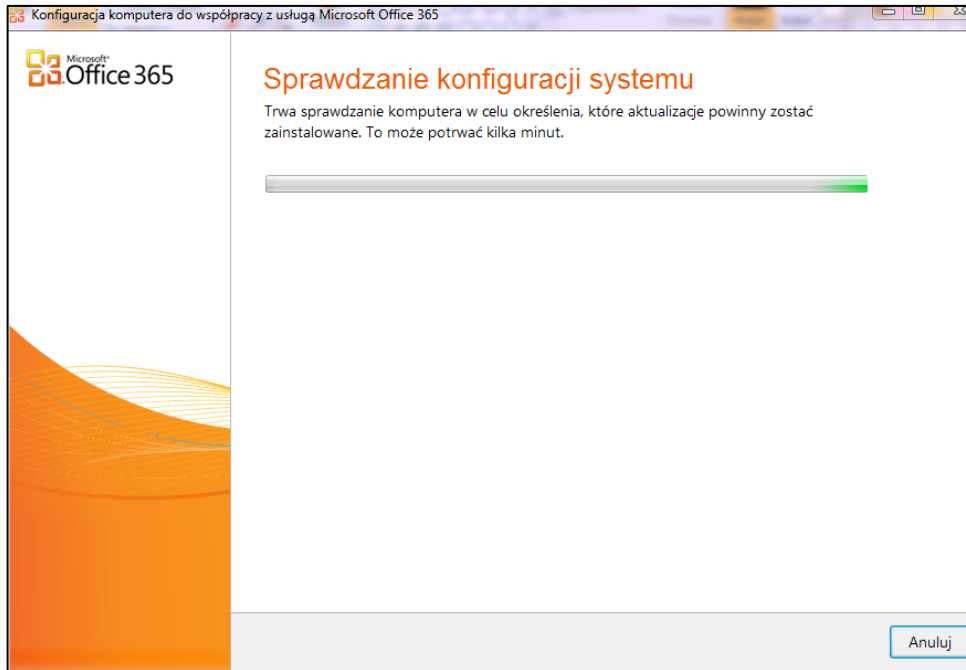 Konfiguracja komputera do współpracy z usługą Microsoft Office 365
Microsoft
Office 365
Sprawdzanie konfiguracji systemu
Trwa sprawdzanie komputera w celu określenia, które aktualizacje powinny zostać
zainstalowane. To może potrwać kilka minut.
Anuluj